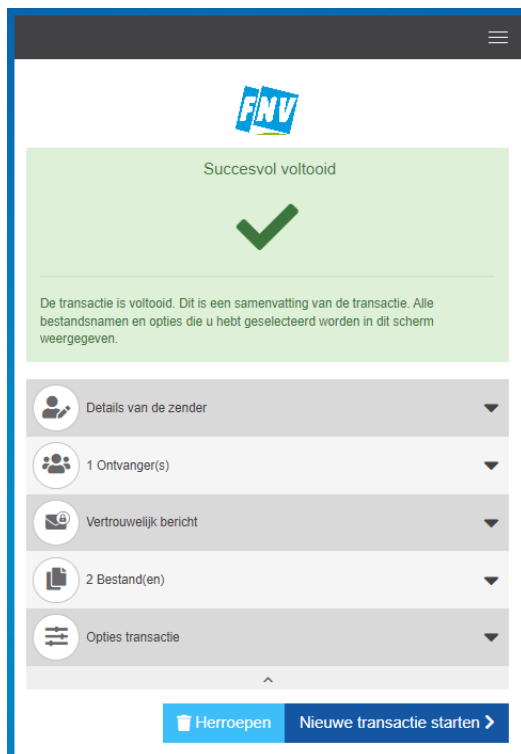 FNV
Succesvol voltooid
De transactie is voltooid. Dit is een samenvatting van de transactie. Alle
bestandsnamen en opties die u hebt geselecteerd worden in dit scherm
weergegeven.
Details van de zender
1 Ontvanger(s)
Vertrouwelijk bericht
2 Bestand(en)
Opties transactie
Herroepen Nieuwe transactie starten